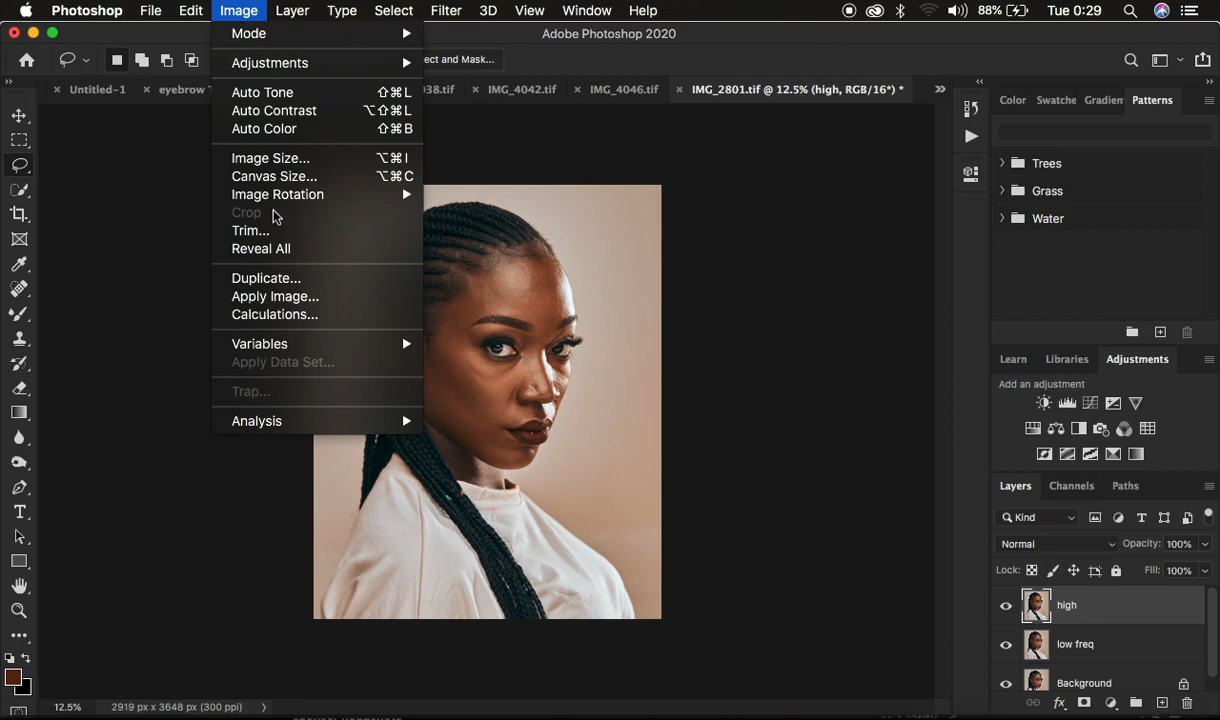 Photoshop File Edit Image Layer Type Select Filter 3D View Window Help 88% Tue 0:29
Adobe Photoshop 2020
Mode
Adjustments
Auto Tone ⇧⌘L
Auto Contrast ⌥⇧⌘L
Auto Color ⇧⌘B
Image Size... ⌥⌘I
Canvas Size... ⌥⌘C
Image Rotation
Crop
Trim...
Reveal All
Duplicate...
Apply Image...
Calculations...
Variables
Apply Data Set...
Trap...
Analysis
ect and Mask...
× Untitled-1 × eyebrow 038.tif × IMG_4042.tif × IMG_4046.tif × IMG_2801.tif @ 12.5% (high, RGB/16*) *
Color Swatche Gradien Patterns
Trees
Grass
Water
Learn Libraries Adjustments
Add an adjustment
Layers Channels Paths
Kind
Normal Opacity: 100%
Lock: Fill: 100%
high
low freq
Background
12.5% 2919 px x 3648 px (300 ppi)